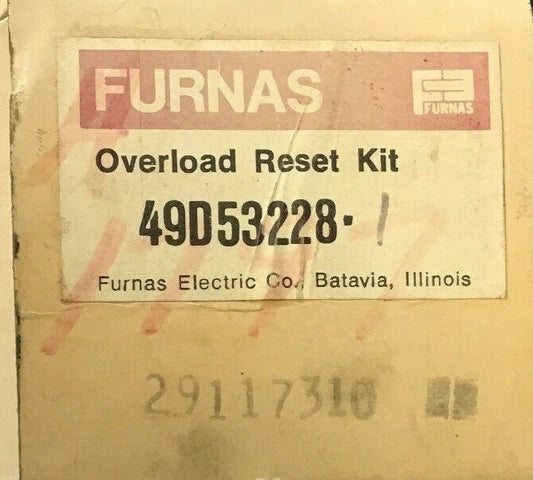 FURNAS
FURNAS
Overload Reset Kit
49D53228·1
Furnas Electric Co., Batavia, Illinois
29117310